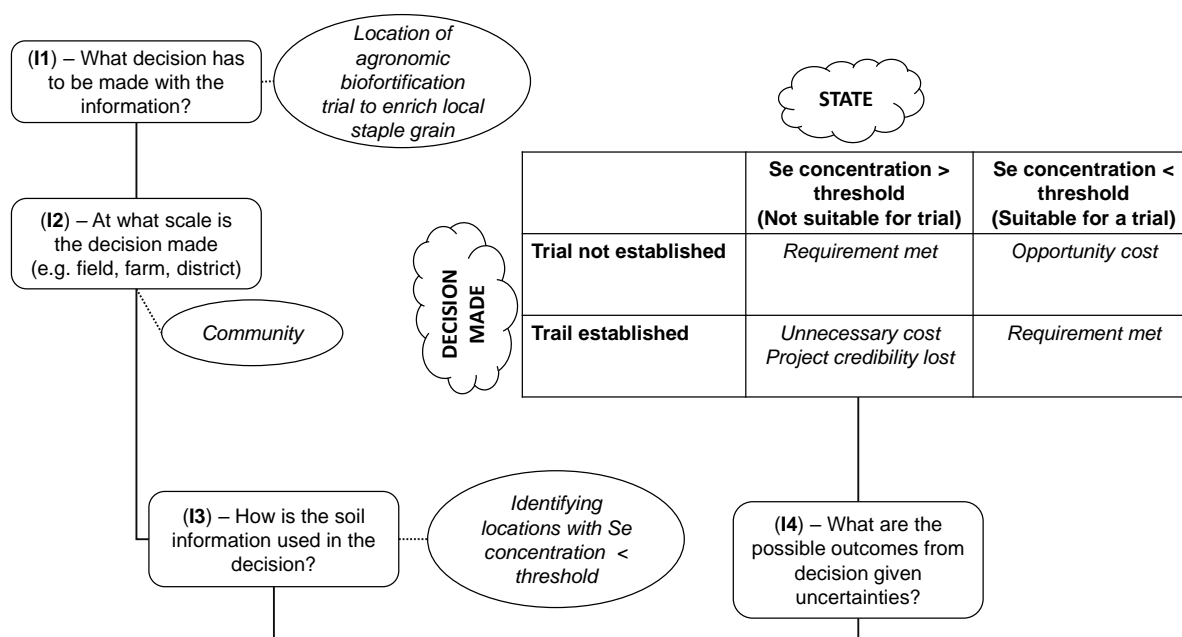 (I1) – What decision has
to be made with the
information?
Location of
agronomic
biofortification
trial to enrich local
staple grain
(I2) – At what scale is
the decision made
(e.g. field, farm, district)
Community
(I3) – How is the soil
information used in the
decision?
Identifying
locations with Se
concentration <
threshold
STATE
DECISION
MADE
Se concentration >
threshold
(Not suitable for trial)
Se concentration <
threshold
(Suitable for a trial)
Trial not established
Requirement met
Opportunity cost
Trail established
Unnecessary cost
Project credibility lost
Requirement met
(I4) – What are the
possible outcomes from
decision given
uncertainties?